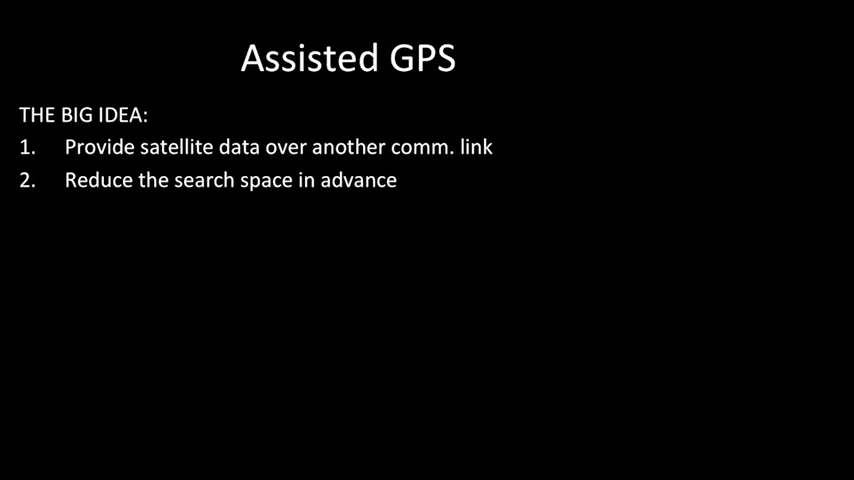 Assisted GPS
THE BIG IDEA:
1. Provide satellite data over another comm. link
2. Reduce the search space in advance